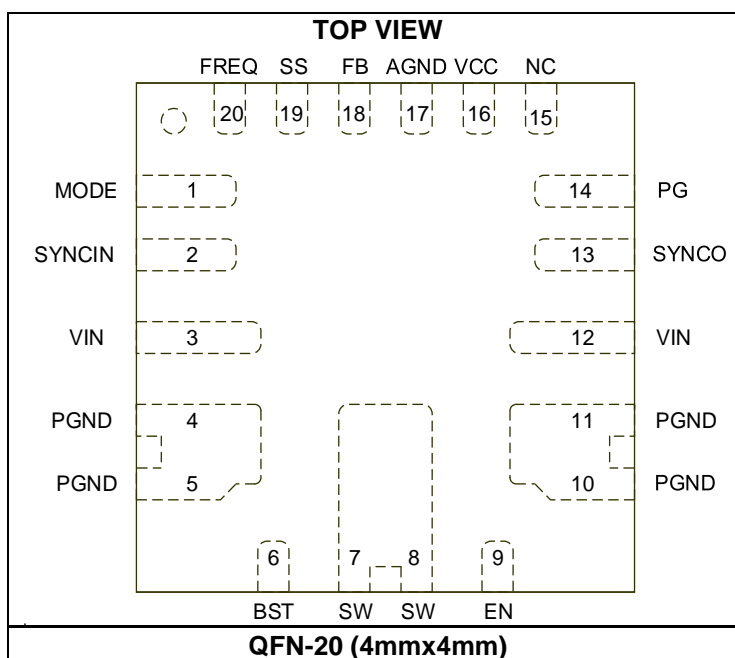 TOP VIEW
FREQ SS FB AGND VCC NC
20 19 18 17 16 15
MODE 1 14 PG
SYNCIN 2 13 SYNCO
VIN 3 12 VIN
PGND 4 11 PGND
PGND 5 10 PGND
6 7 8 9
BST SW SW EN
QFN-20 (4mmx4mm)